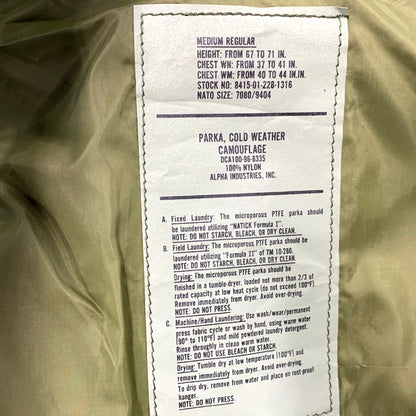 MEDIUM REGULAR
HEIGHT: FROM 67 TO 71 IN.
CHEST WM: FROM 37 TO 41 IN.
CHEST WM: FROM 40 TO 44 IN.IN.
STOCK NO: 8415-01-228-1316
NATO SIZE: 7080/9404
PARKA, COLD WEATHER
CAMOUFLAGE
DCA100-96-8335
100% NYLON
ALPHA INDUSTRIES, INC.
A. Fixed Laundry: The microporous PTFE parka should
be laundered utilizing "NATICK Formula I".
NOTE: DO NOT STARCH, BLEACH, OR DRY CLEAN.
B. Field Laundry: The microporous PTFE parka should be
laundered utilizing "Formula II" of TM 10-280.
NOTE: DO NOT STARCH, BLEACH, OR DRY CLEAN.
Drying: The microporous PTFE parka should be
finished in a tumble-dryer, loaded not more than 2/3 of
rated capacity at low heat cycle [do not exceed 100°F].
Remove immediately from dryer. Avoid over-drying.
NOTE: DO NOT PRESS.
C. Machine/Hand Laundering: Use wash/wear/permanent
press fabric cycle or wash by hand, using warm water
[90° to 110°F] and mild powdered laundry detergent.
Rinse thoroughly in clean warm water.
NOTE: DO NOT USE BLEACH OR STARCH.
Drying: Tumble dry at low temperature (100°F) and
remove immediately from dryer. Avoid over-drying.
To drip dry, remove from water and place on rust-proof
hanger.
NOTE: DO NOT PRESS.